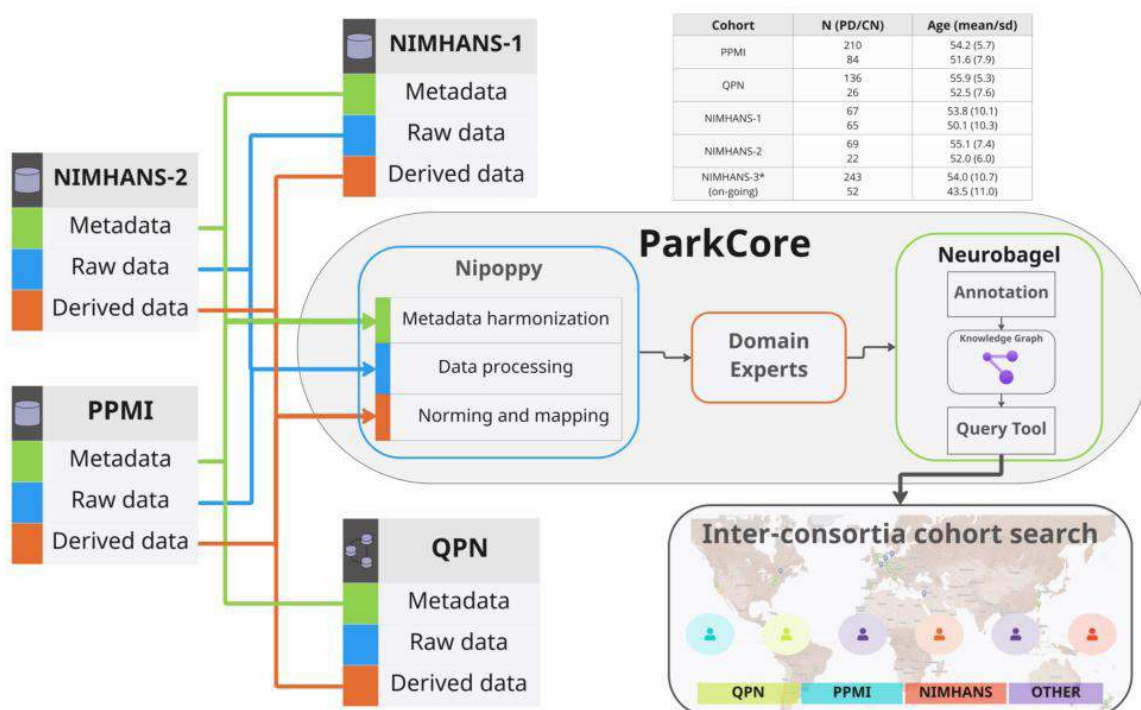 NIMHANS-1
Metadata
Raw data
Derived data
NIMHANS-2
Metadata
Raw data
Derived data
PPMI
Metadata
Raw data
Derived data
QPN
Metadata
Raw data
Derived data
Cohort N (PD/CN) Age (mean/sd)
PPMI 210 54.2 (5.7)
84 51.6 (7.9)
QPN 136 55.9 (5.3)
26 52.5 (7.6)
NIMHANS-1 67 53.8 (10.1)
65 50.1 (10.3)
NIMHANS-2 69 55.1 (7.4)
22 52.0 (6.0)
NIMHANS-3* 243 54.0 (10.7)
(on-going) 52 43.5 (11.0)
ParkCore
Nipoppy
Metadata harmonization
Data processing
Norming and mapping
Domain
Experts
Neurobagel
Annotation
Knowledge Graph
Query Tool
Inter-consortia cohort search
QPN PPMI NIMHANS OTHER